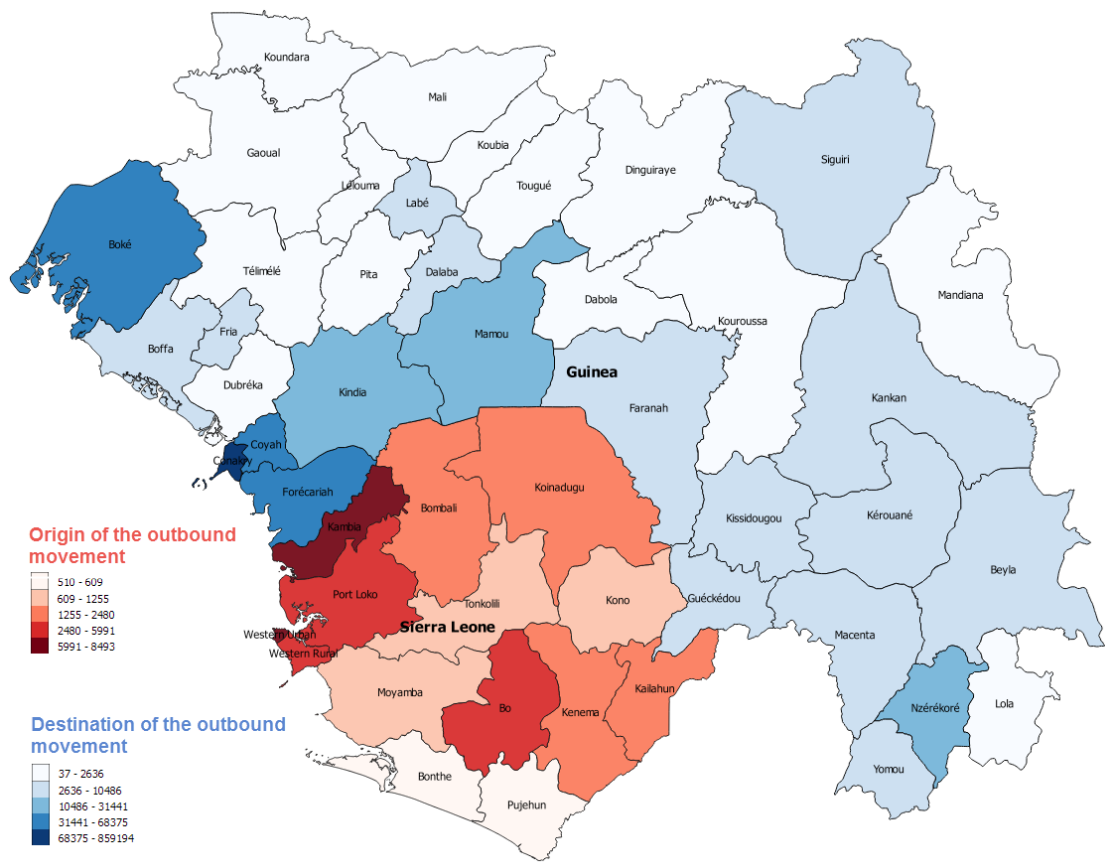 Koundara
Mali
Gaoual
Koubia
Siguiri
Dinguiraye
Lélouma
Tougué
Labé
Boké
Télimélé
Pita
Dalaba
Mandiana
Dabola
Kouroussa
Fria
Mamou
Boffa
Guinea
Dubréka
Kindia
Kankan
Faranah
Coyah
Conakry
Forécariah
Koinadugu
Bombali
Kissidougou
Kérouané
Kambia
Origin of the outbound
movement
510 - 609
609 - 1255
1255 - 2480
2480 - 5991
5991 - 8493
Beyla
Port Loko
Tonkolili
Kono
Guéckédou
Sierra Leone
Western Urban
Macenta
Western Rural
Moyamba
Kailahun
Bo
Kenema
Nzérékoré
Lola
Destination of the outbound
movement
37 - 2636
2636 - 10486
10486 - 31441
31441 - 68375
68375 - 859194
Yomou
Bonthe
Pujehun